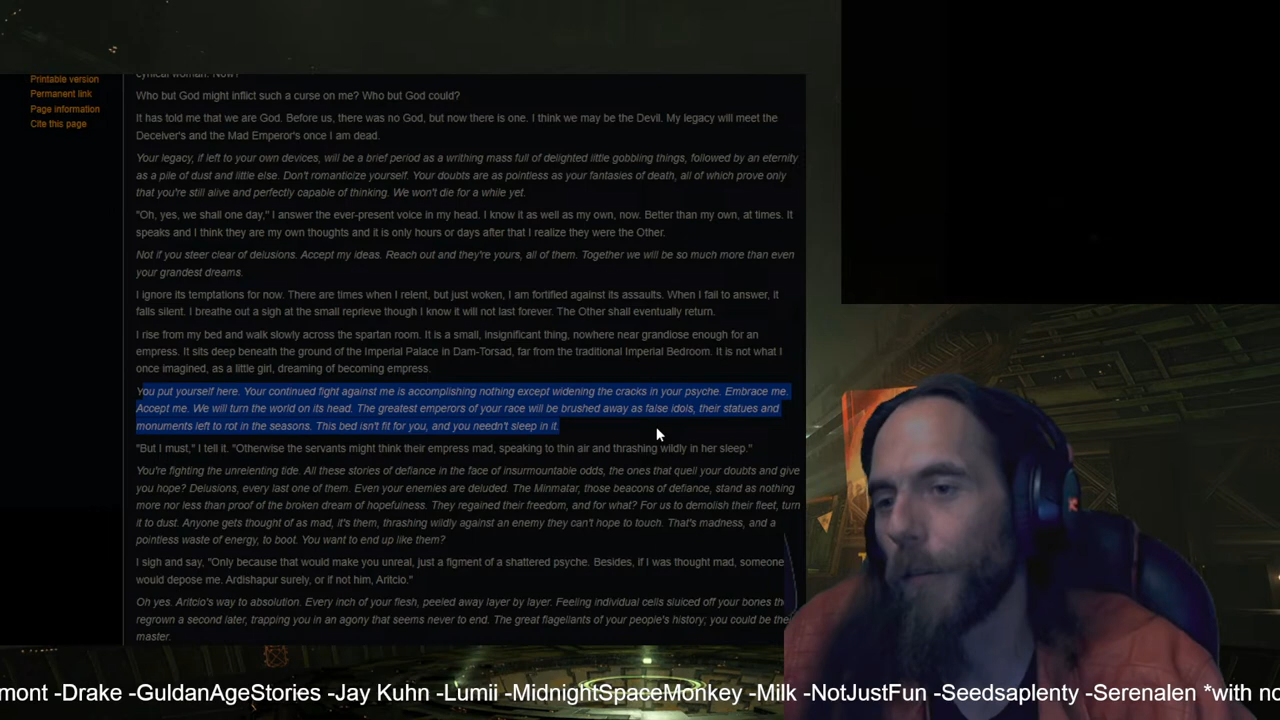 Printable version
Permanent link
Page information
Cite this page
cynical woman. Now?
Who but God might inflict such a curse on me? Who but God could?
It has told me that we are God. Before us, there was no God, but now there is one. I think we may be the Devil. My legacy will meet the
Deceiver's and the Mad Emperor's once I am dead.
Your legacy, if left to your own devices, will be a brief period as a writhing mass full of delighted little gobbling things, followed by an eternity
as a pile of dust and little else. Don't romanticize yourself. Your doubts are as pointless as your fantasies of death, all of which prove only
that you're still alive and perfectly capable of thinking. We won't die for a while yet.
"Oh, yes, we shall one day," I answer the ever-present voice in my head. I know it as well as my own, now. Better than my own, at times. It
speaks and I think they are my own thoughts and it is only hours or days after that I realize they were the Other.
Not if you steer clear of delusions. Accept my ideas. Reach out and they're yours, all of them. Together we will be so much more than even
your grandest dreams.
I ignore its temptations for now. There are times when I relent, but just woken, I am fortified against its assaults. When I fail to answer, it
falls silent. I breathe out a sigh at the small reprieve though I know it will not last forever. The Other shall eventually return.
I rise from my bed and walk slowly across the spartan room. It is a small, insignificant thing, nowhere near grandiose enough for an
empress. It sits deep beneath the ground of the Imperial Palace in Dam-Torsad, far from the traditional Imperial Bedroom. It is not what I
once imagined, as a little girl, dreaming of becoming empress.
You put yourself here. Your continued fight against me is accomplishing nothing except widening the cracks in your psyche. Embrace me.
Accept me. We will turn the world on its head. The greatest emperors of your race will be brushed away as false idols, their statues and
monuments left to rot in the seasons. This bed isn't fit for you, and you needn't sleep in it.
"But I must," I tell it. "Otherwise the servants might think their empress mad, speaking to thin air and thrashing wildly in her sleep."
You're fighting the unrelenting tide. All these stories of defiance in the face of insurmountable odds, the ones that quell your doubts and give
you hope? Delusions, every last one of them. Even your enemies are deluded. The Minmatar, those beacons of defiance, stand as nothing
more nor less than proof of the broken dream of hopefulness. They regained their freedom, and for what? For us to demolish their fleet, turn
it to dust. Anyone gets thought of as mad, it's them, thrashing wildly against an enemy they can't hope to touch. That's madness, and a
pointless waste of energy, to boot. You want to end up like them?
I sigh and say, "Only because that would make you unreal, just a figment of a shattered psyche. Besides, if I was thought mad, someone
would depose me. Ardishapur surely, or if not him, Aritcio."
Oh yes. Aritcio's way to absolution. Every inch of your flesh, peeled away layer by layer. Feeling individual cells sluiced off your bones th
regrown a second later, trapping you in an agony that seems never to end. The great flagellants of your people's history; you could be the
master.
mont -Drake -GuldanAgeStories -Jay Kuhn -Lumii -MidnightSpaceMonkey -Milk -NotJustFun -Seedsaplenty -Serenalen *with no